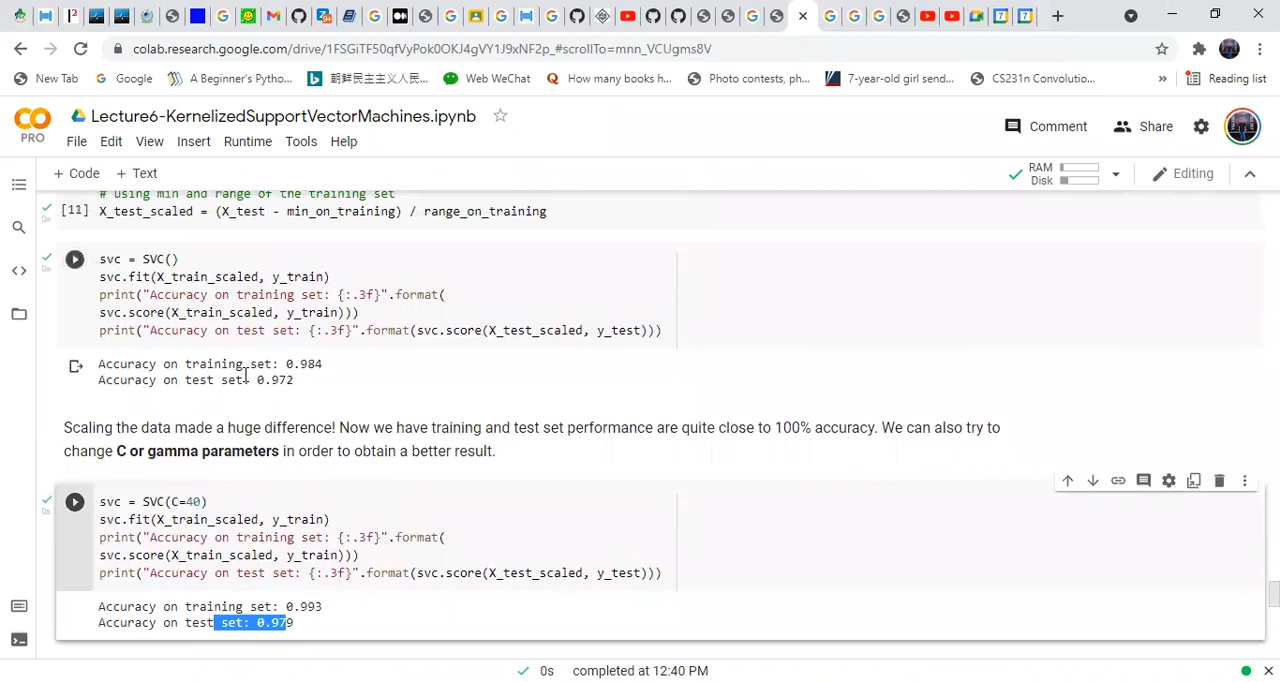 colab.research.google.com/drive/1FSGiTF50qfVyPok0OKJ4gVY1J9xNF2p_#scrollTo=mnn_VCUgms8V
New Tab
Google
A Beginner's Pytho...
朝鲜民主主义人民...
Web WeChat
How many books h...
Photo contests, ph...
7-year-old girl send...
CS231n Convolutio...
»
Reading list
CO
PRO
Lecture6-KernelizedSupportVectorMachines.ipynb
Comment
Share
File Edit View Insert Runtime Tools Help
+ Code + Text
RAM
Disk
Editing
# using min and range of the training set
[11] X_test_scaled = (X_test - min_on_training) / range_on_training
svc = SVC()
svc.fit(X_train_scaled, y_train)
print("Accuracy on training set: {:.3f}".format(
svc.score(X_train_scaled, y_train)))
print("Accuracy on test set: {:.3f}".format(svc.score(X_test_scaled, y_test)))
Accuracy on training set: 0.984
Accuracy on test set: 0.972
Scaling the data made a huge difference! Now we have training and test set performance are quite close to 100% accuracy. We can also try to
change C or gamma parameters in order to obtain a better result.
svc = SVC(C=40)
svc.fit(X_train_scaled, y_train)
print("Accuracy on training set: {:.3f}".format(
svc.score(X_train_scaled, y_train)))
print("Accuracy on test set: {:.3f}".format(svc.score(X_test_scaled, y_test)))
Accuracy on training set: 0.993
Accuracy on test set: 0.979
0s completed at 12:40 PM